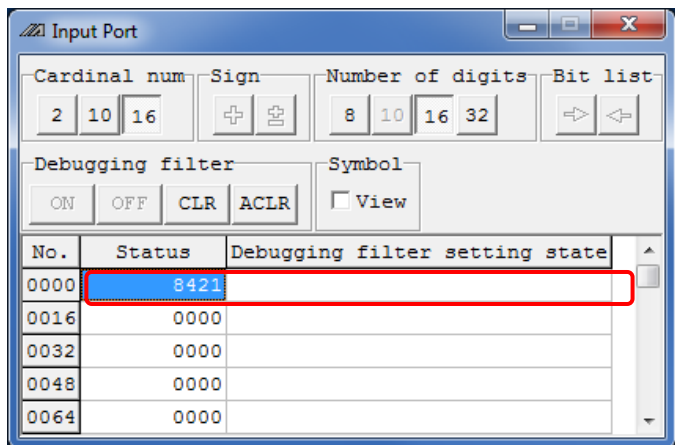 Input Port
Cardinal num Sign Number of digits Bit list
2 10 16 8 10 16 32
Debugging filter Symbol
ON OFF CLR ACLR View
No. Status Debugging filter setting state
0000 8421
0016 0000
0032 0000
0048 0000
0064 0000